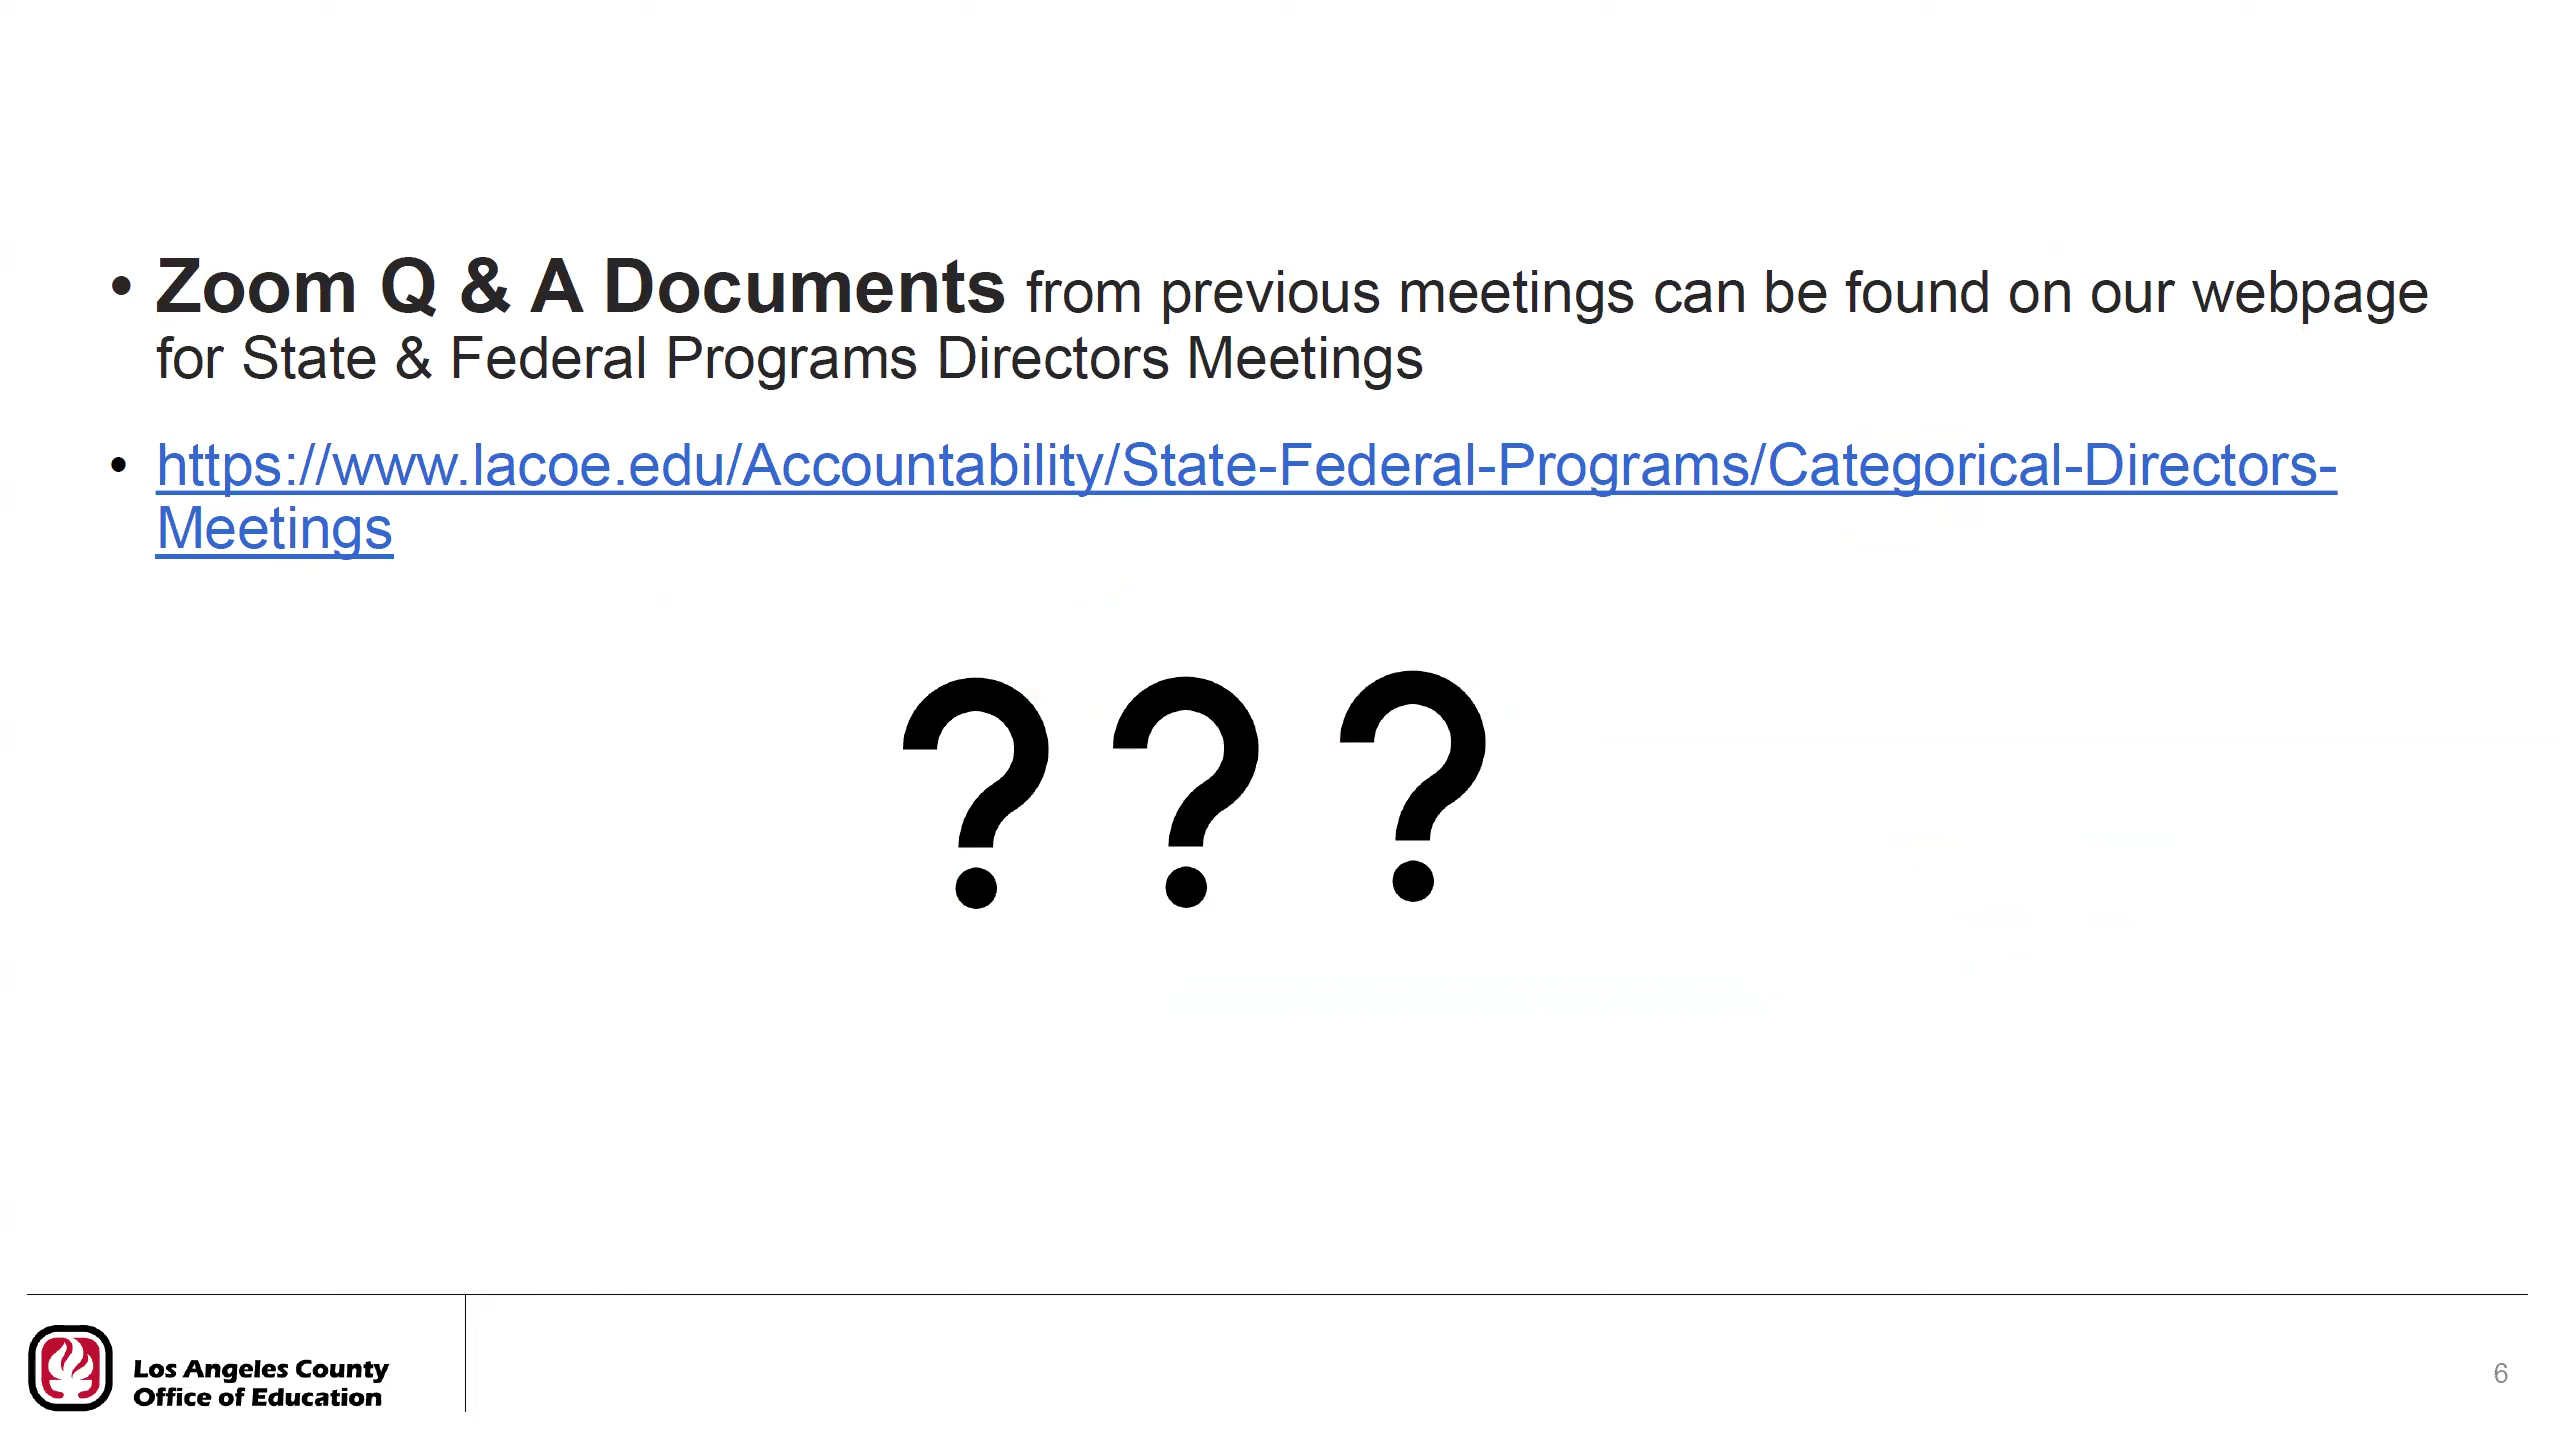 • Zoom Q & A Documents from previous meetings can be found on our webpage
for State & Federal Programs Directors Meetings
• https://www.lacoe.edu/Accountability/State-Federal-Programs/Categorical-Directors-
Meetings
? ? ?
Los Angeles County
Office of Education
6